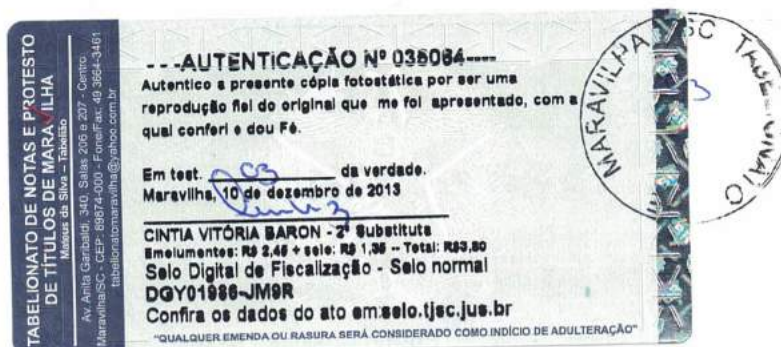 TABELIONATO DE NOTAS E PROTESTO
DE TÍTULOS DE MARAVILHA
Mateus da Silva – Tabelião
Av. Anita Garibaldi, 340, Salas 206 e 207 - Centro
Maravilha/SC - CEP: 89874-000 - Fone/Fax: 49 3664-3461
tabelionatomaravilha@yahoo.com.br
---AUTENTICAÇÃO Nº 035064----
Autentico a presente cópia fotostática por ser uma
reprodução fiel do original que me foi apresentado, com a
qual conferi e dou Fé.
Em test. da verdade.
Maravilha, 10 de dezembro de 2013
CINTIA VITÓRIA BARON - 2ª Substituta
Emolumentos: R$ 2,45 + selo: R$ 1,35 -- Total: R$3,80
Selo Digital de Fiscalização - Selo normal
DGY01986-JM9R
Confira os dados do ato em:selo.tjsc.jus.br
"QUALQUER EMENDA OU RASURA SERÁ CONSIDERADO COMO INDÍCIO DE ADULTERAÇÃO"
MARAVILHA SC TABELIONATO